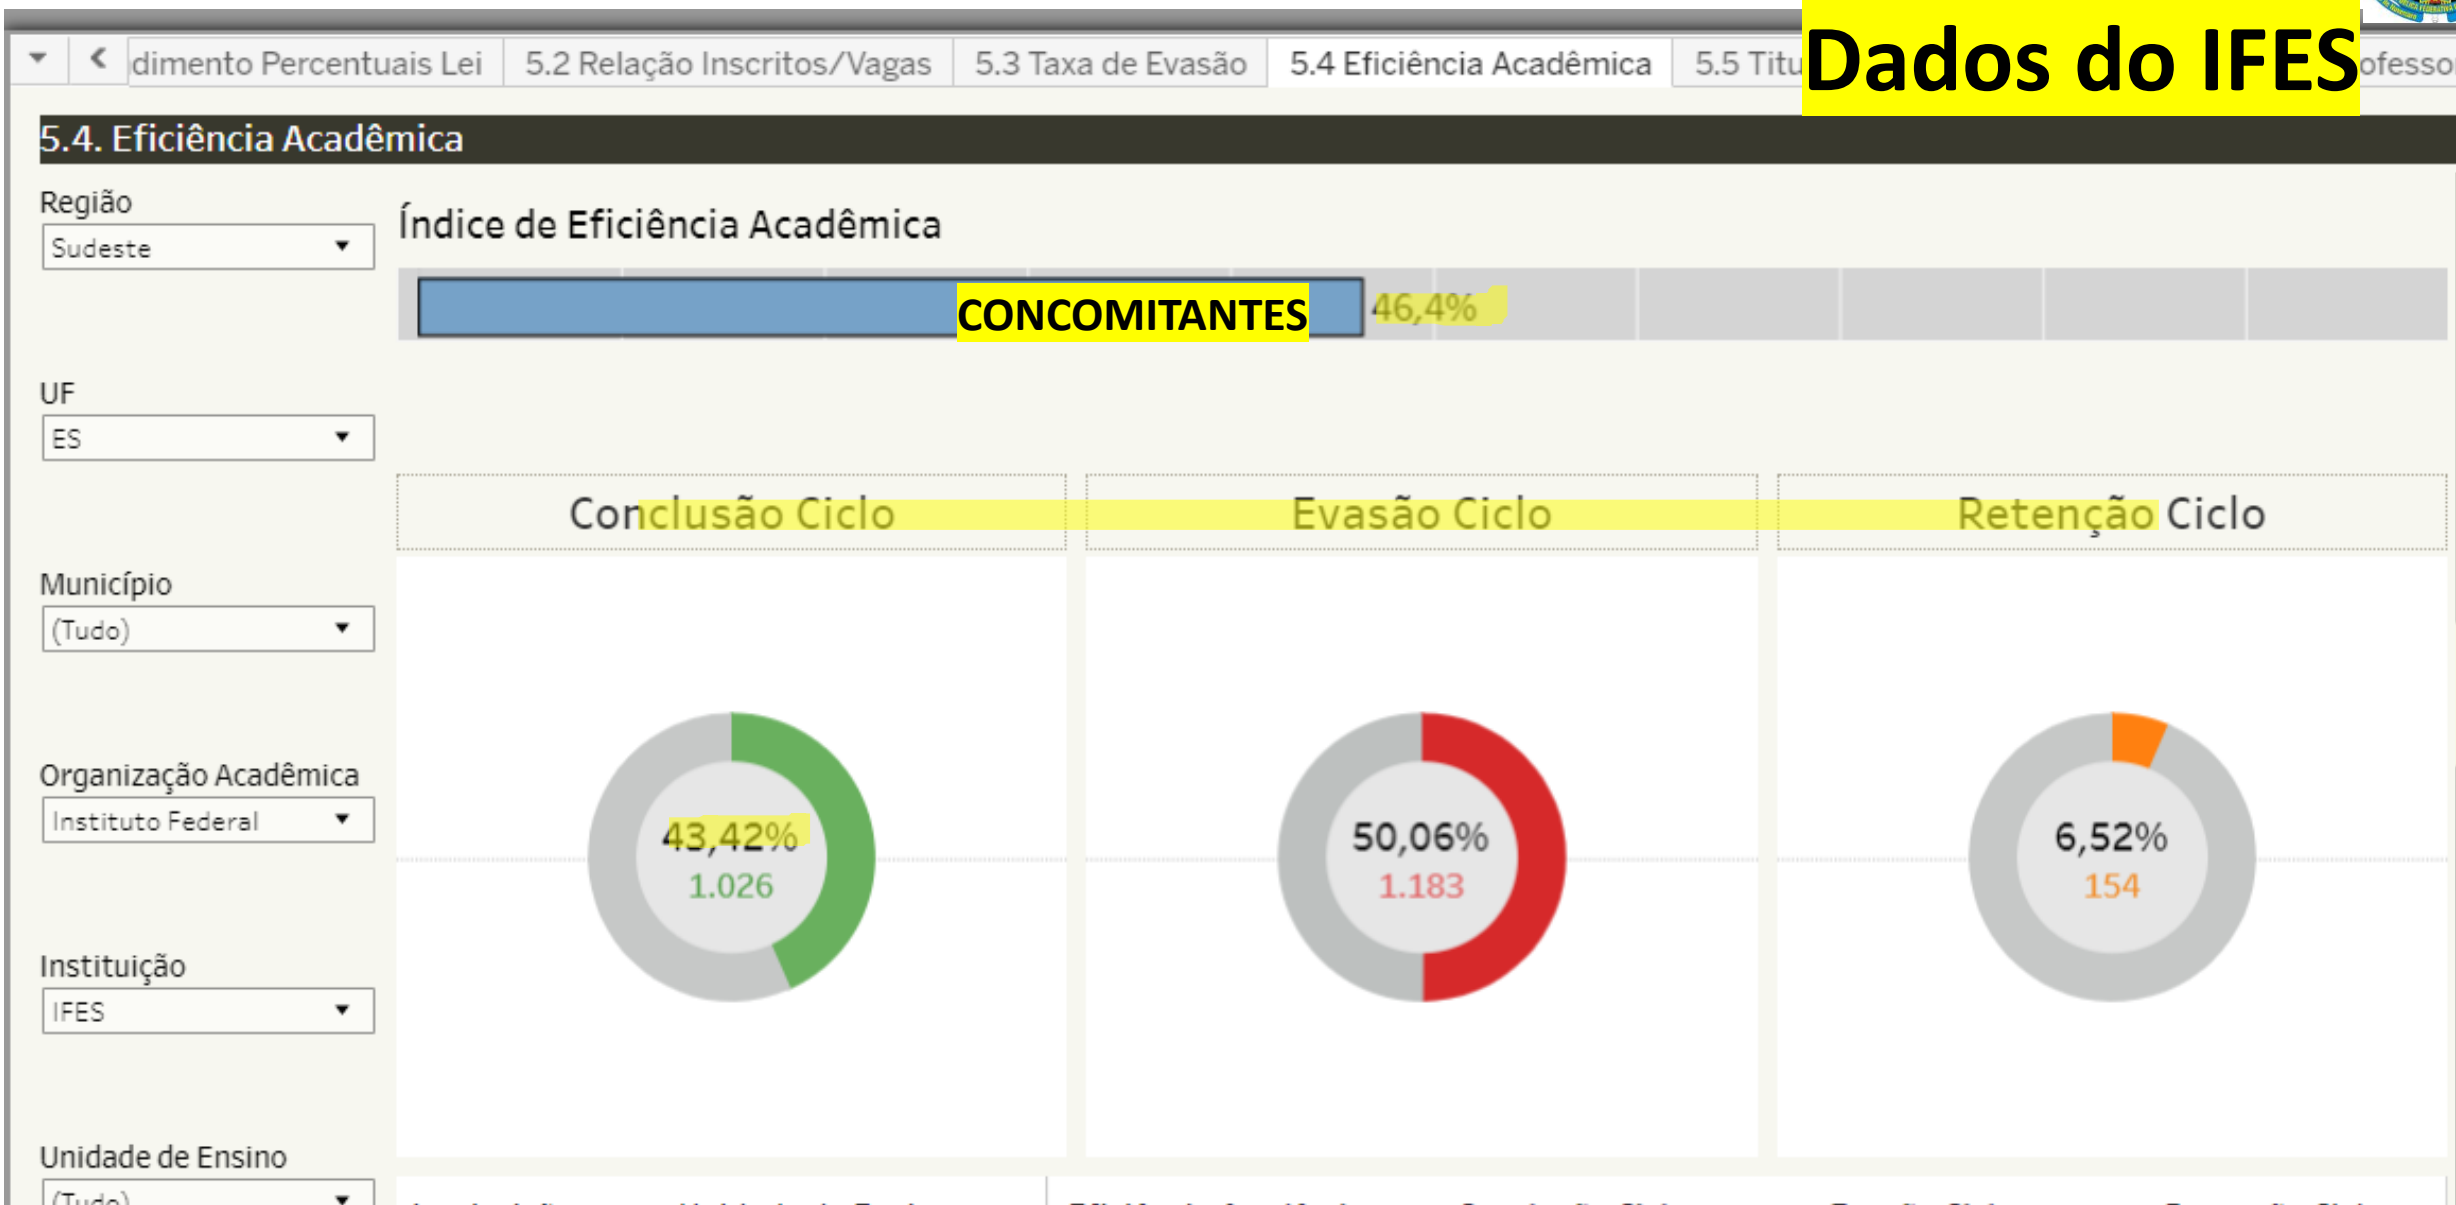 Dados do IFES
dimento Percentuais Lei 5.2 Relação Inscritos/Vagas 5.3 Taxa de Evasão 5.4 Eficiência Acadêmica 5.5 Titu ofesso
5.4. Eficiência Acadêmica
Região
Sudeste
Índice de Eficiência Acadêmica
CONCOMITANTES 46,4%
UF
ES
Conclusão Ciclo Evasão Ciclo Retenção Ciclo
Município
(Tudo)
Organização Acadêmica
Instituto Federal
43,42% 50,06% 6,52%
1.026 1.183 154
Instituição
IFES
Unidade de Ensino
(Tudo)